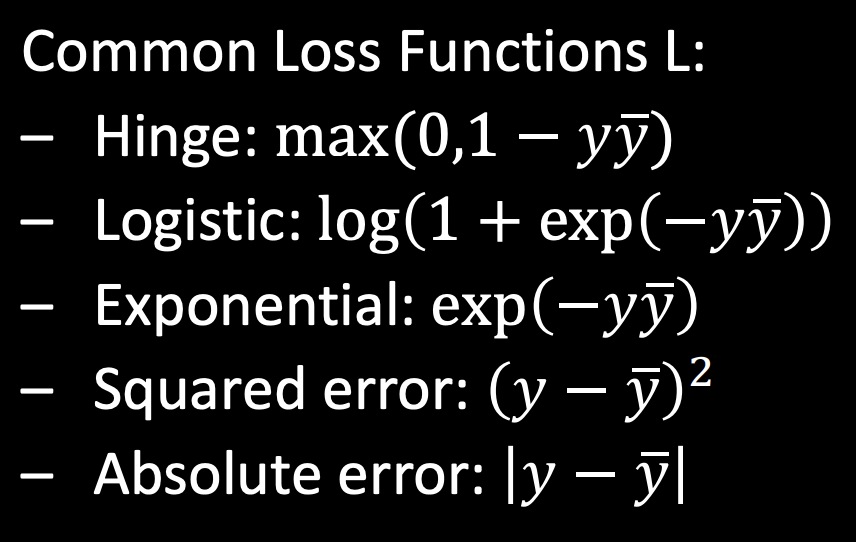 Common Loss Functions L:
– Hinge: max(0,1 − yȳ)
– Logistic: log(1 + exp(−yȳ))
– Exponential: exp(−yȳ)
– Squared error: (y − ȳ)²
– Absolute error: |y − ȳ|